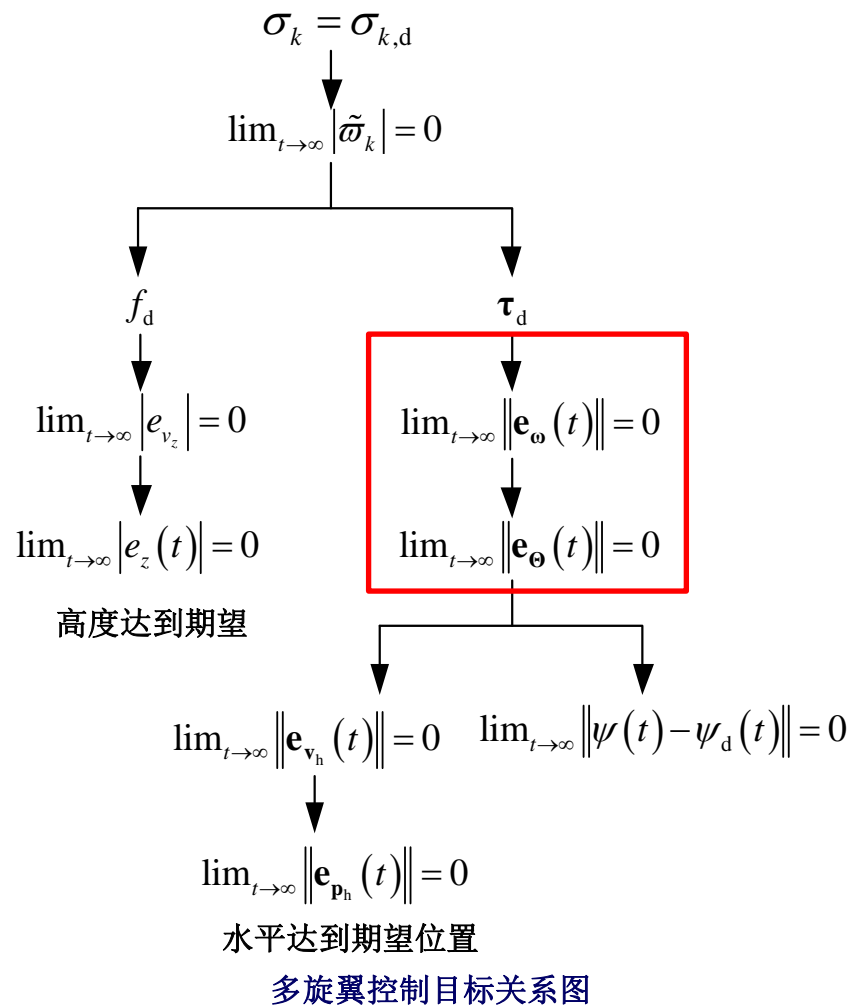 σ_k = σ_{k,d}
lim_{t→∞} |ϖ̃_k| = 0
f_d
τ_d
lim_{t→∞} |e_{v_z}| = 0
lim_{t→∞} ‖e_ω(t)‖ = 0
lim_{t→∞} |e_z(t)| = 0
lim_{t→∞} ‖e_Θ(t)‖ = 0
高度达到期望
lim_{t→∞} ‖e_{v_h}(t)‖ = 0
lim_{t→∞} ‖ψ(t) − ψ_d(t)‖ = 0
lim_{t→∞} ‖e_{p_h}(t)‖ = 0
水平达到期望位置
多旋翼控制目标关系图